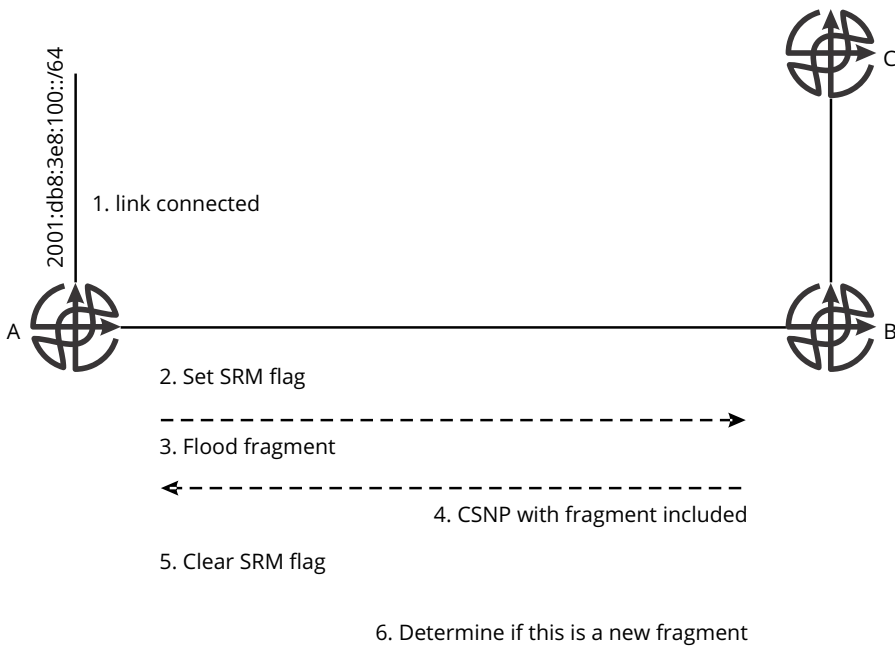 C
2001:db8:3e8:100::/64
1. link connected
A
B
2. Set SRM flag
3. Flood fragment
4. CSNP with fragment included
5. Clear SRM flag
6. Determine if this is a new fragment